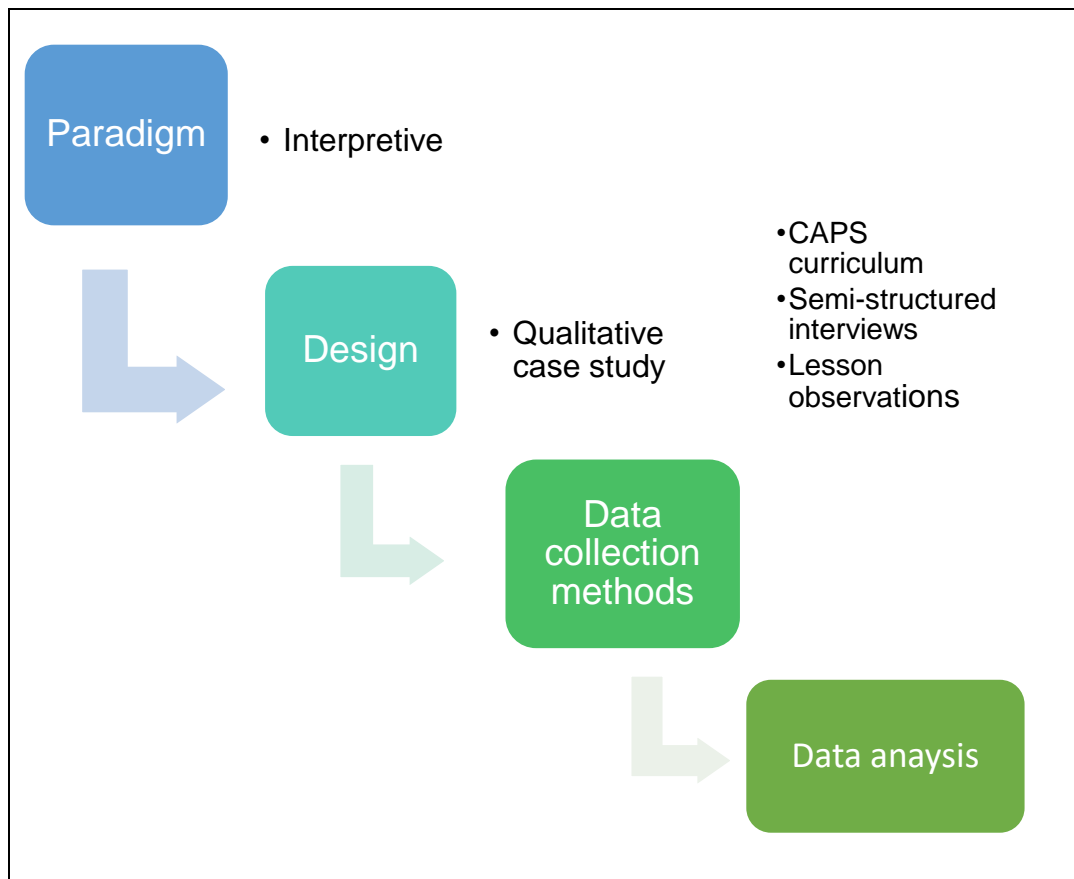 Paradigm
• Interpretive
Design
• Qualitative
case study
•CAPS
curriculum
•Semi-structured
interviews
•Lesson
observations
Data
collection
methods
Data anaysis